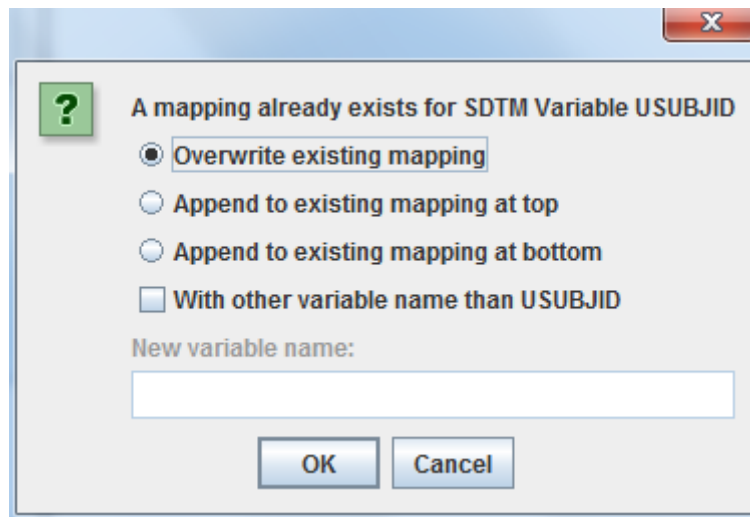 A mapping already exists for SDTM Variable USUBJID
Overwrite existing mapping
Append to existing mapping at top
Append to existing mapping at bottom
With other variable name than USUBJID
New variable name:
OK
Cancel